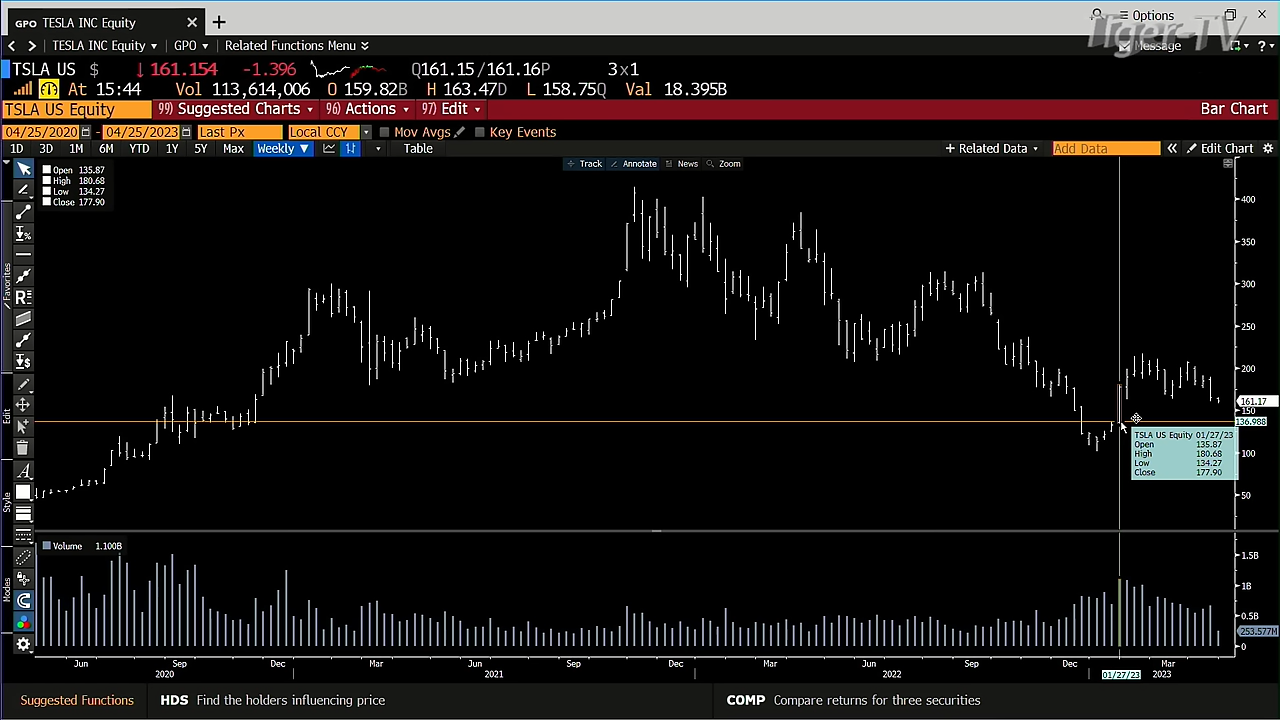 GPO TESLA INC Equity × +
Options
Tiger-TV
TESLA INC Equity GPO Related Functions Menu
Message ?
TSLA US $ ↓ 161.154 -1.396 Q161.15/161.16P 3x1
At 15:44 Vol 113,614,006 O 159.82B H 163.47D L 158.75Q Val 18.395B
TSLA US Equity 99) Suggested Charts 96) Actions 97) Edit Bar Chart
04/25/2020 - 04/25/2023 Last Px Local CCY Mov Avgs Key Events
1D 3D 1M 6M YTD 1Y 5Y Max Weekly ▼ Table + Related Data Add Data « Edit Chart
Track Annotate News Zoom
Open 135.87
High 180.68
Low 134.27
Close 177.90
400
350
300
250
200
161.17
150
136.988
100
50
TSLA US Equity 01/27/23
Open 135.87
High 180.68
Low 134.27
Close 177.90
Favorites
Edit
Style
Modes
Volume 1.100B
1.5B
1B
0.5B
253.577M
0
Jun Sep Dec Mar Jun Sep Dec Mar Jun Sep Dec Mar
2020 2021 2022 01/27/23 2023
Suggested Functions HDS Find the holders influencing price COMP Compare returns for three securities